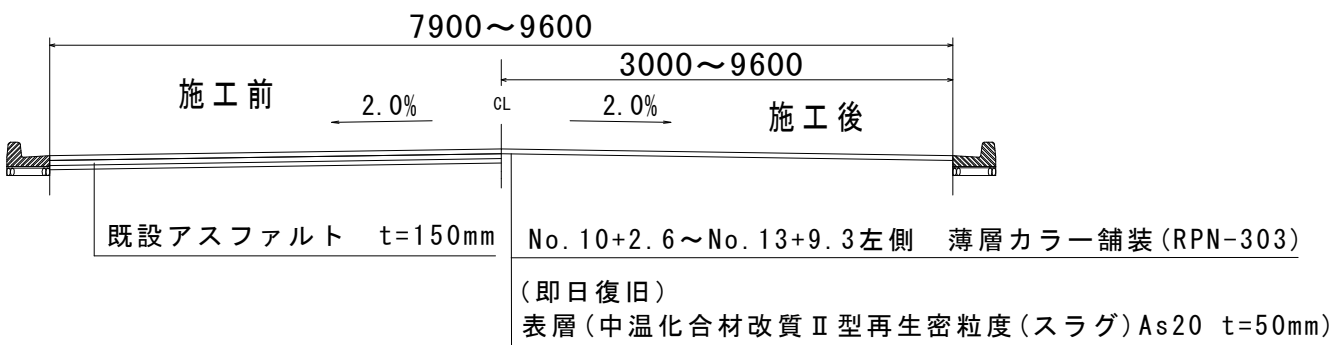 7900～9600
3000～9600
施工前
2.0%
CL
2.0%
施工後
既設アスファルト　t=150mm
No.10+2.6～No.13+9.3左側　薄層カラー舗装(RPN-303)
(即日復旧)
表層(中温化合材改質Ⅱ型再生密粒度(スラグ)As20 t=50mm)